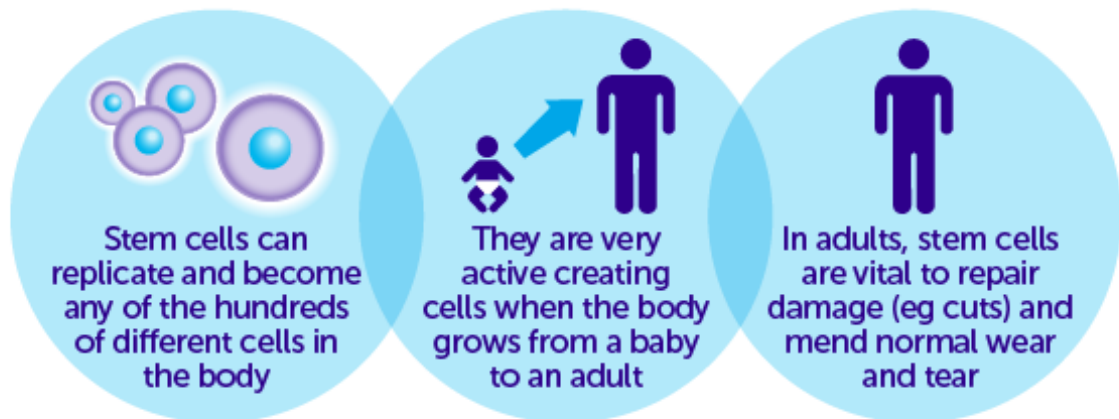 Stem cells can
replicate and become
any of the hundreds
of different cells in
the body
They are very
active creating
cells when the body
grows from a baby
to an adult
In adults, stem cells
are vital to repair
damage (eg cuts) and
mend normal wear
and tear